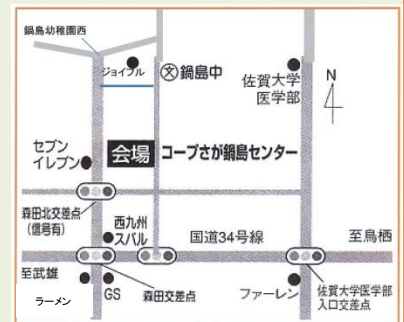 鍋島幼稚園西
ジョイフル
文 鍋島中
佐賀大学
医学部
N
セブン
イレブン
会場 コープさが鍋島センター
森田北交差点
(信号有)
西九州
スバル
国道34号線
至鳥栖
至武雄
ラーメン
GS
森田交差点
ファーレン
佐賀大学医学部
入口交差点